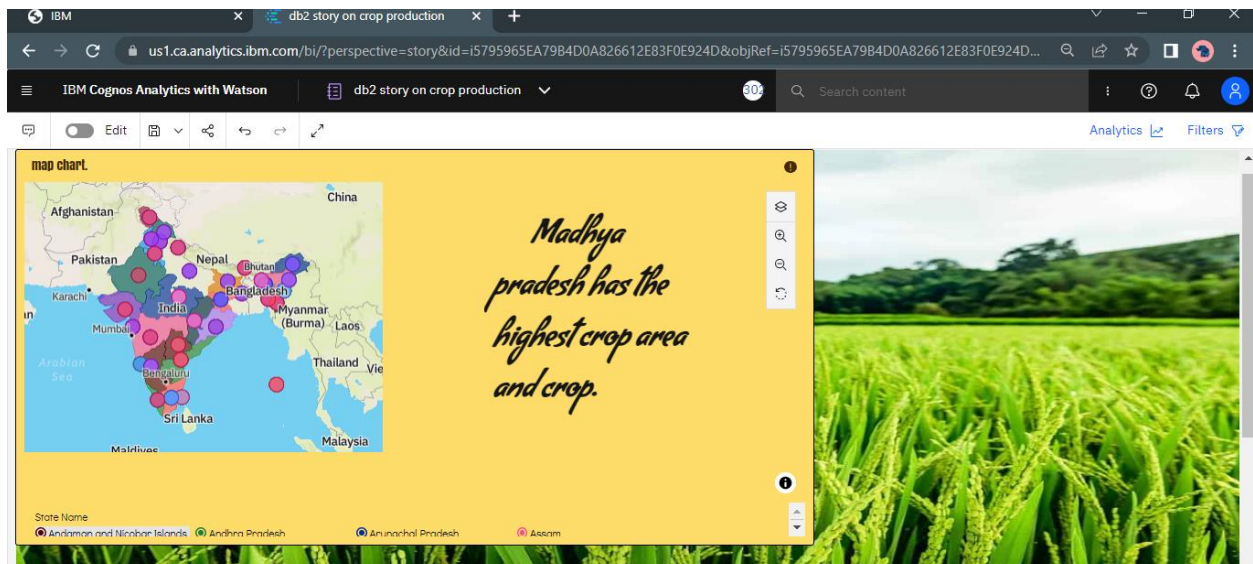 IBM
db2 story on crop production
us1.ca.analytics.ibm.com/bi/?perspective=story&id=i5795965EA79B4D0A826612E83F0E924D&objRef=i5795965EA79B4D0A826612E83F0E924D...
IBM Cognos Analytics with Watson
db2 story on crop production
302
Search content
Edit
Analytics
Filters
map chart.
China
Afghanistan
Pakistan
Nepal
Bhutan
Karachi
Bangladesh
India
Myanmar
(Burma)
Laos
Mumbai
Arabian
Sea
Thailand
Vie
Bengaluru
Sri Lanka
Malaysia
Maldives
Madhya
pradesh has the
highest crop area
and crop.
State Name
Andaman and Nicobar Islands Andhra Pradesh Arunachal Pradesh Assam